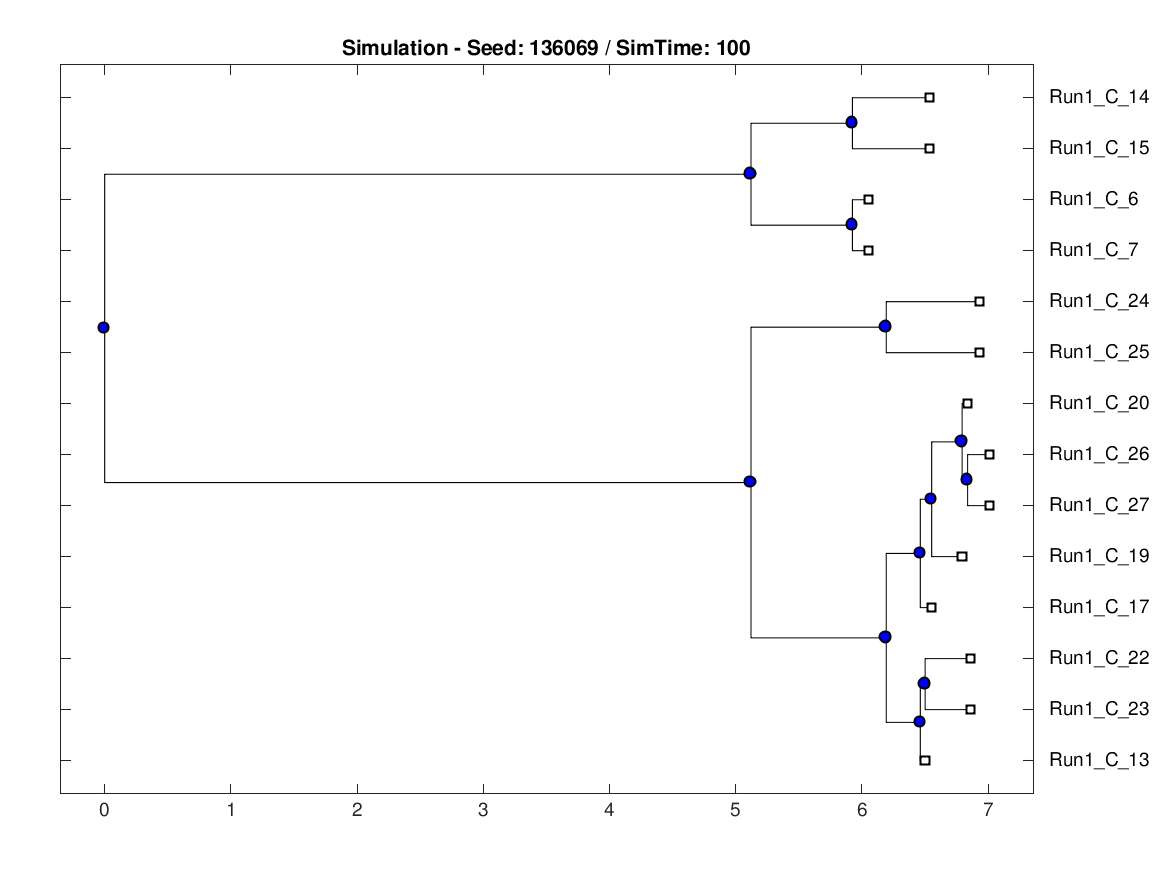 Simulation - Seed: 136069 / SimTime: 100
Run1_C_14
Run1_C_15
Run1_C_6
Run1_C_7
Run1_C_24
Run1_C_25
Run1_C_20
Run1_C_26
Run1_C_27
Run1_C_19
Run1_C_17
Run1_C_22
Run1_C_23
Run1_C_13
0 1 2 3 4 5 6 7